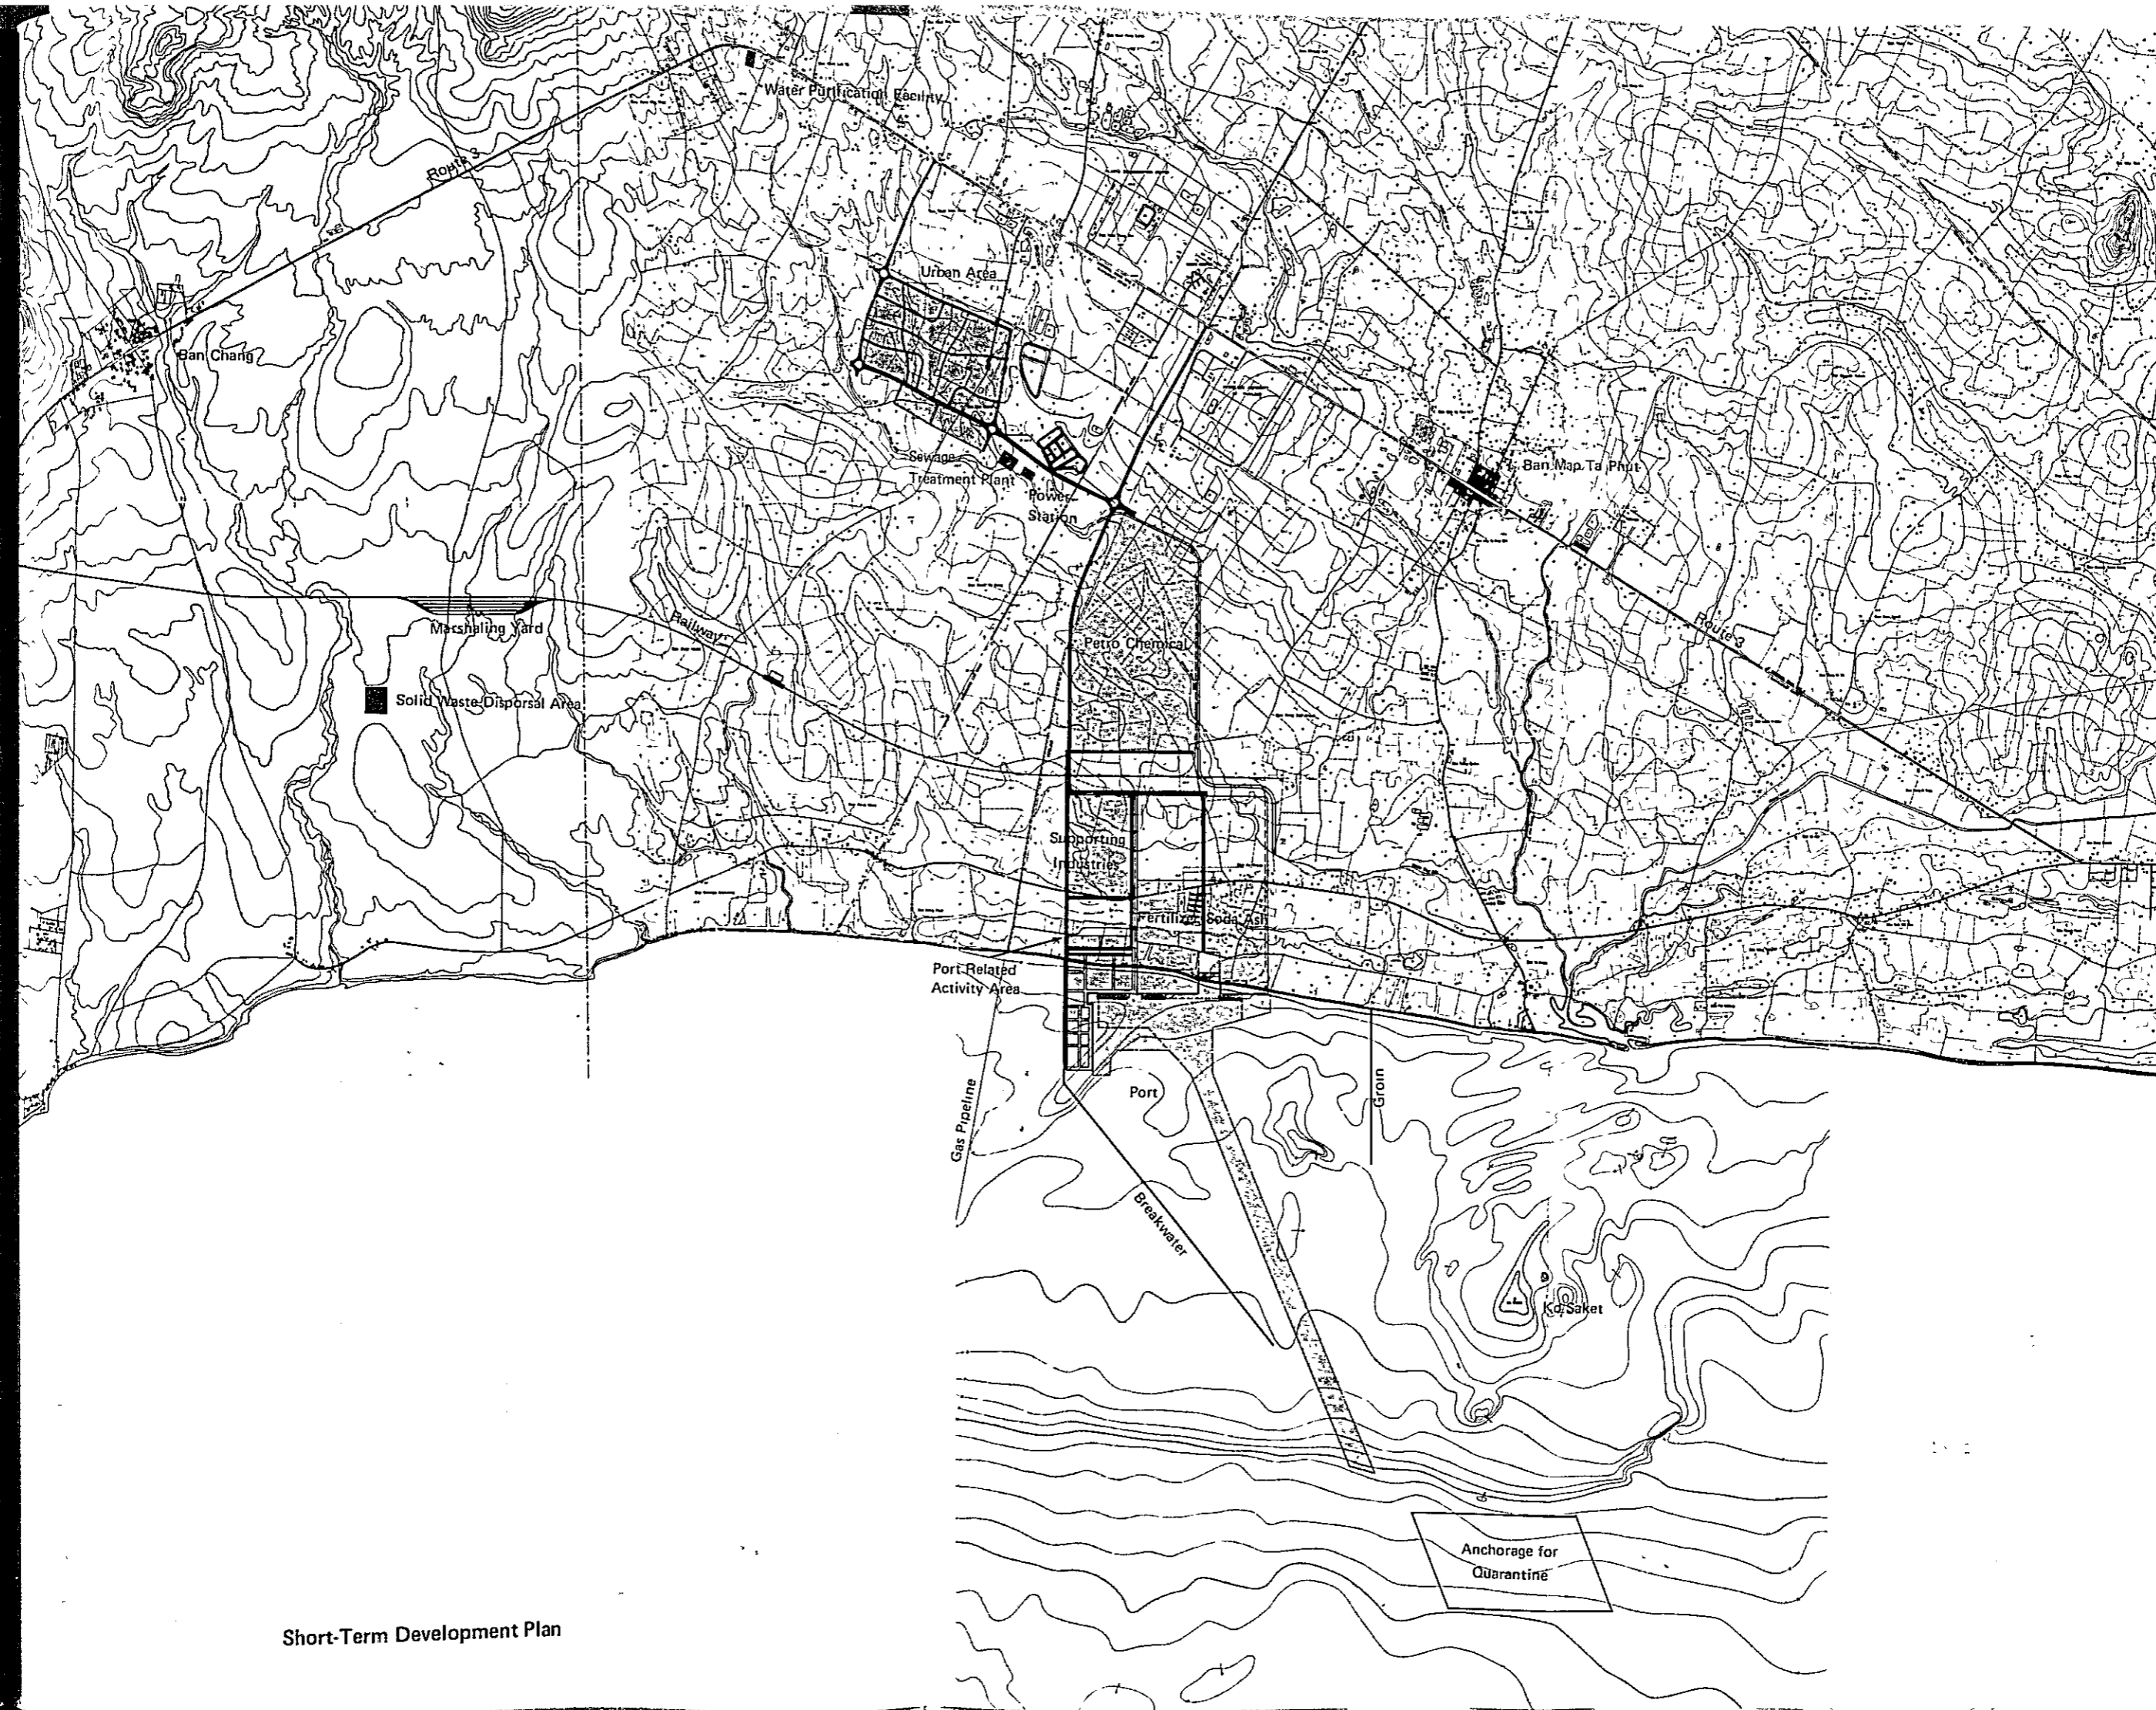 Water Purification Facility
Route 3
Urban Area
Ban Chang
Sewage
Treatment Plant
Ban Map Ta Phut
Power
Station
Marshaling Yard
Railway
Route 3
Petro Chemical
Solid Waste Disporsal Area
Supporting
Industries
Fertilizer
Soda Ash
Port Related
Activity Area
Port
Groin
Gas Pipeline
Breakwater
Ko Saket
Anchorage for
Quarantine
Short-Term Development Plan